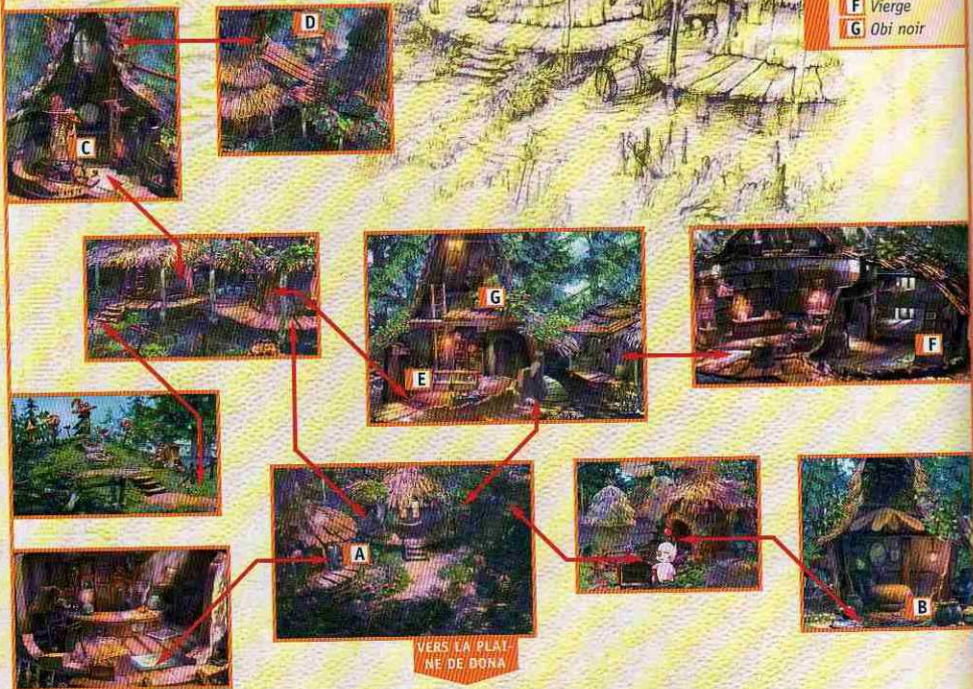 F Vierge
G Obi noir
D
C
G
E
F
A
B
VERS LA PLAI-
NE DE DONA